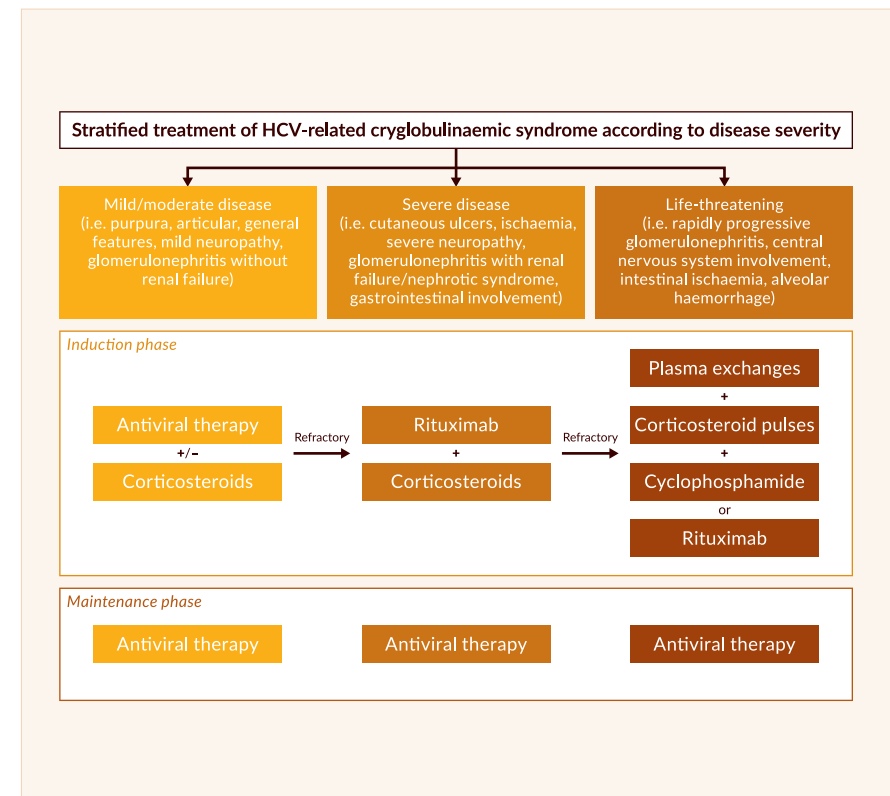 Stratified treatment of HCV-related cryglobulinaemic syndrome according to disease severity
Mild/moderate disease
(i.e. purpura, articular, general
features, mild neuropathy,
glomerulonephritis without
renal failure)
Severe disease
(i.e. cutaneous ulcers, ischaemia,
severe neuropathy,
glomerulonephritis with renal
failure/nephrotic syndrome,
gastrointestinal involvement)
Life-threatening
(i.e. rapidly progressive
glomerulonephritis, central
nervous system involvement,
intestinal ischaemia, alveolar
haemorrhage)
Induction phase
Antiviral therapy
+/−
Corticosteroids
Refractory
Rituximab
+
Corticosteroids
Refractory
Plasma exchanges
+
Corticosteroid pulses
+
Cyclophosphamide
or
Rituximab
Maintenance phase
Antiviral therapy
Antiviral therapy
Antiviral therapy